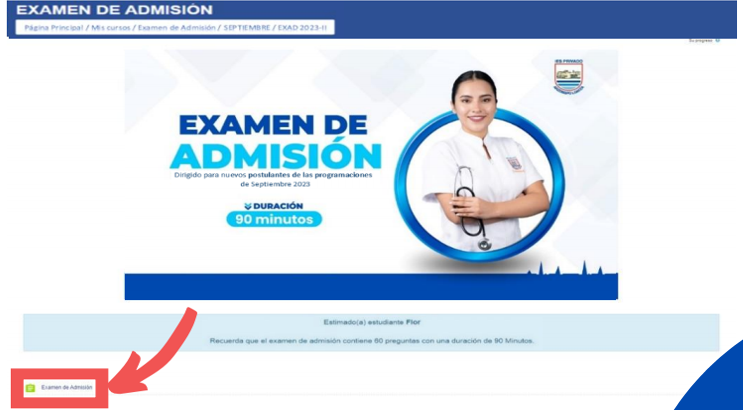 EXAMEN DE ADMISIÓN
Página Principal / Mis cursos / Examen de Admisión / SEPTIEMBRE / EXAD 2023-II
Su progreso
IES PRIVADO
EXAMEN DE
ADMISIÓN
Dirigido para nuevos postulantes de las programaciones
de Septiembre 2023
DURACIÓN
90 minutos
Estimado(a) estudiante Flor
Recuerda que el examen de admisión contiene 60 preguntas con una duración de 90 Minutos.
Examen de Admisión